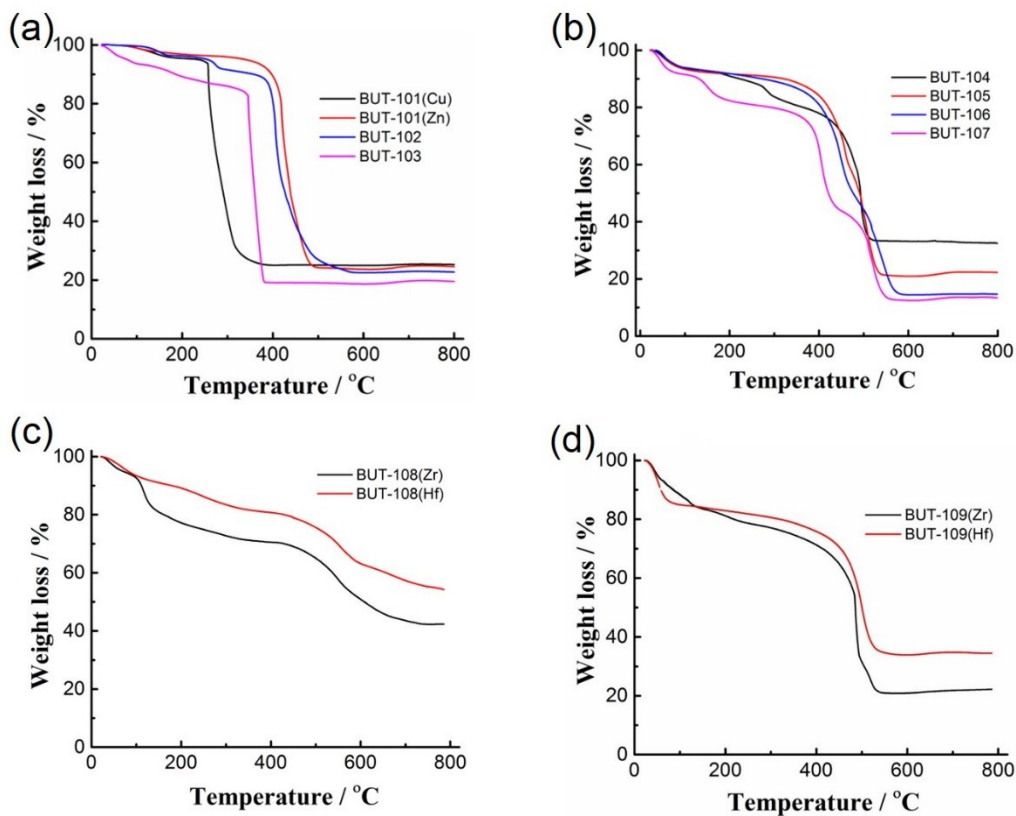 (a)
100
80
60
40
20
0
Weight loss / %
BUT-101(Cu)
BUT-101(Zn)
BUT-102
BUT-103
0 200 400 600 800
Temperature / °C
(b)
100
80
60
40
20
0
Weight loss / %
BUT-104
BUT-105
BUT-106
BUT-107
0 200 400 600 800
Temperature / °C
(c)
100
80
60
40
20
0
Weight loss / %
BUT-108(Zr)
BUT-108(Hf)
0 200 400 600 800
Temperature / °C
(d)
100
80
60
40
20
0
Weight loss / %
BUT-109(Zr)
BUT-109(Hf)
0 200 400 600 800
Temperature / °C